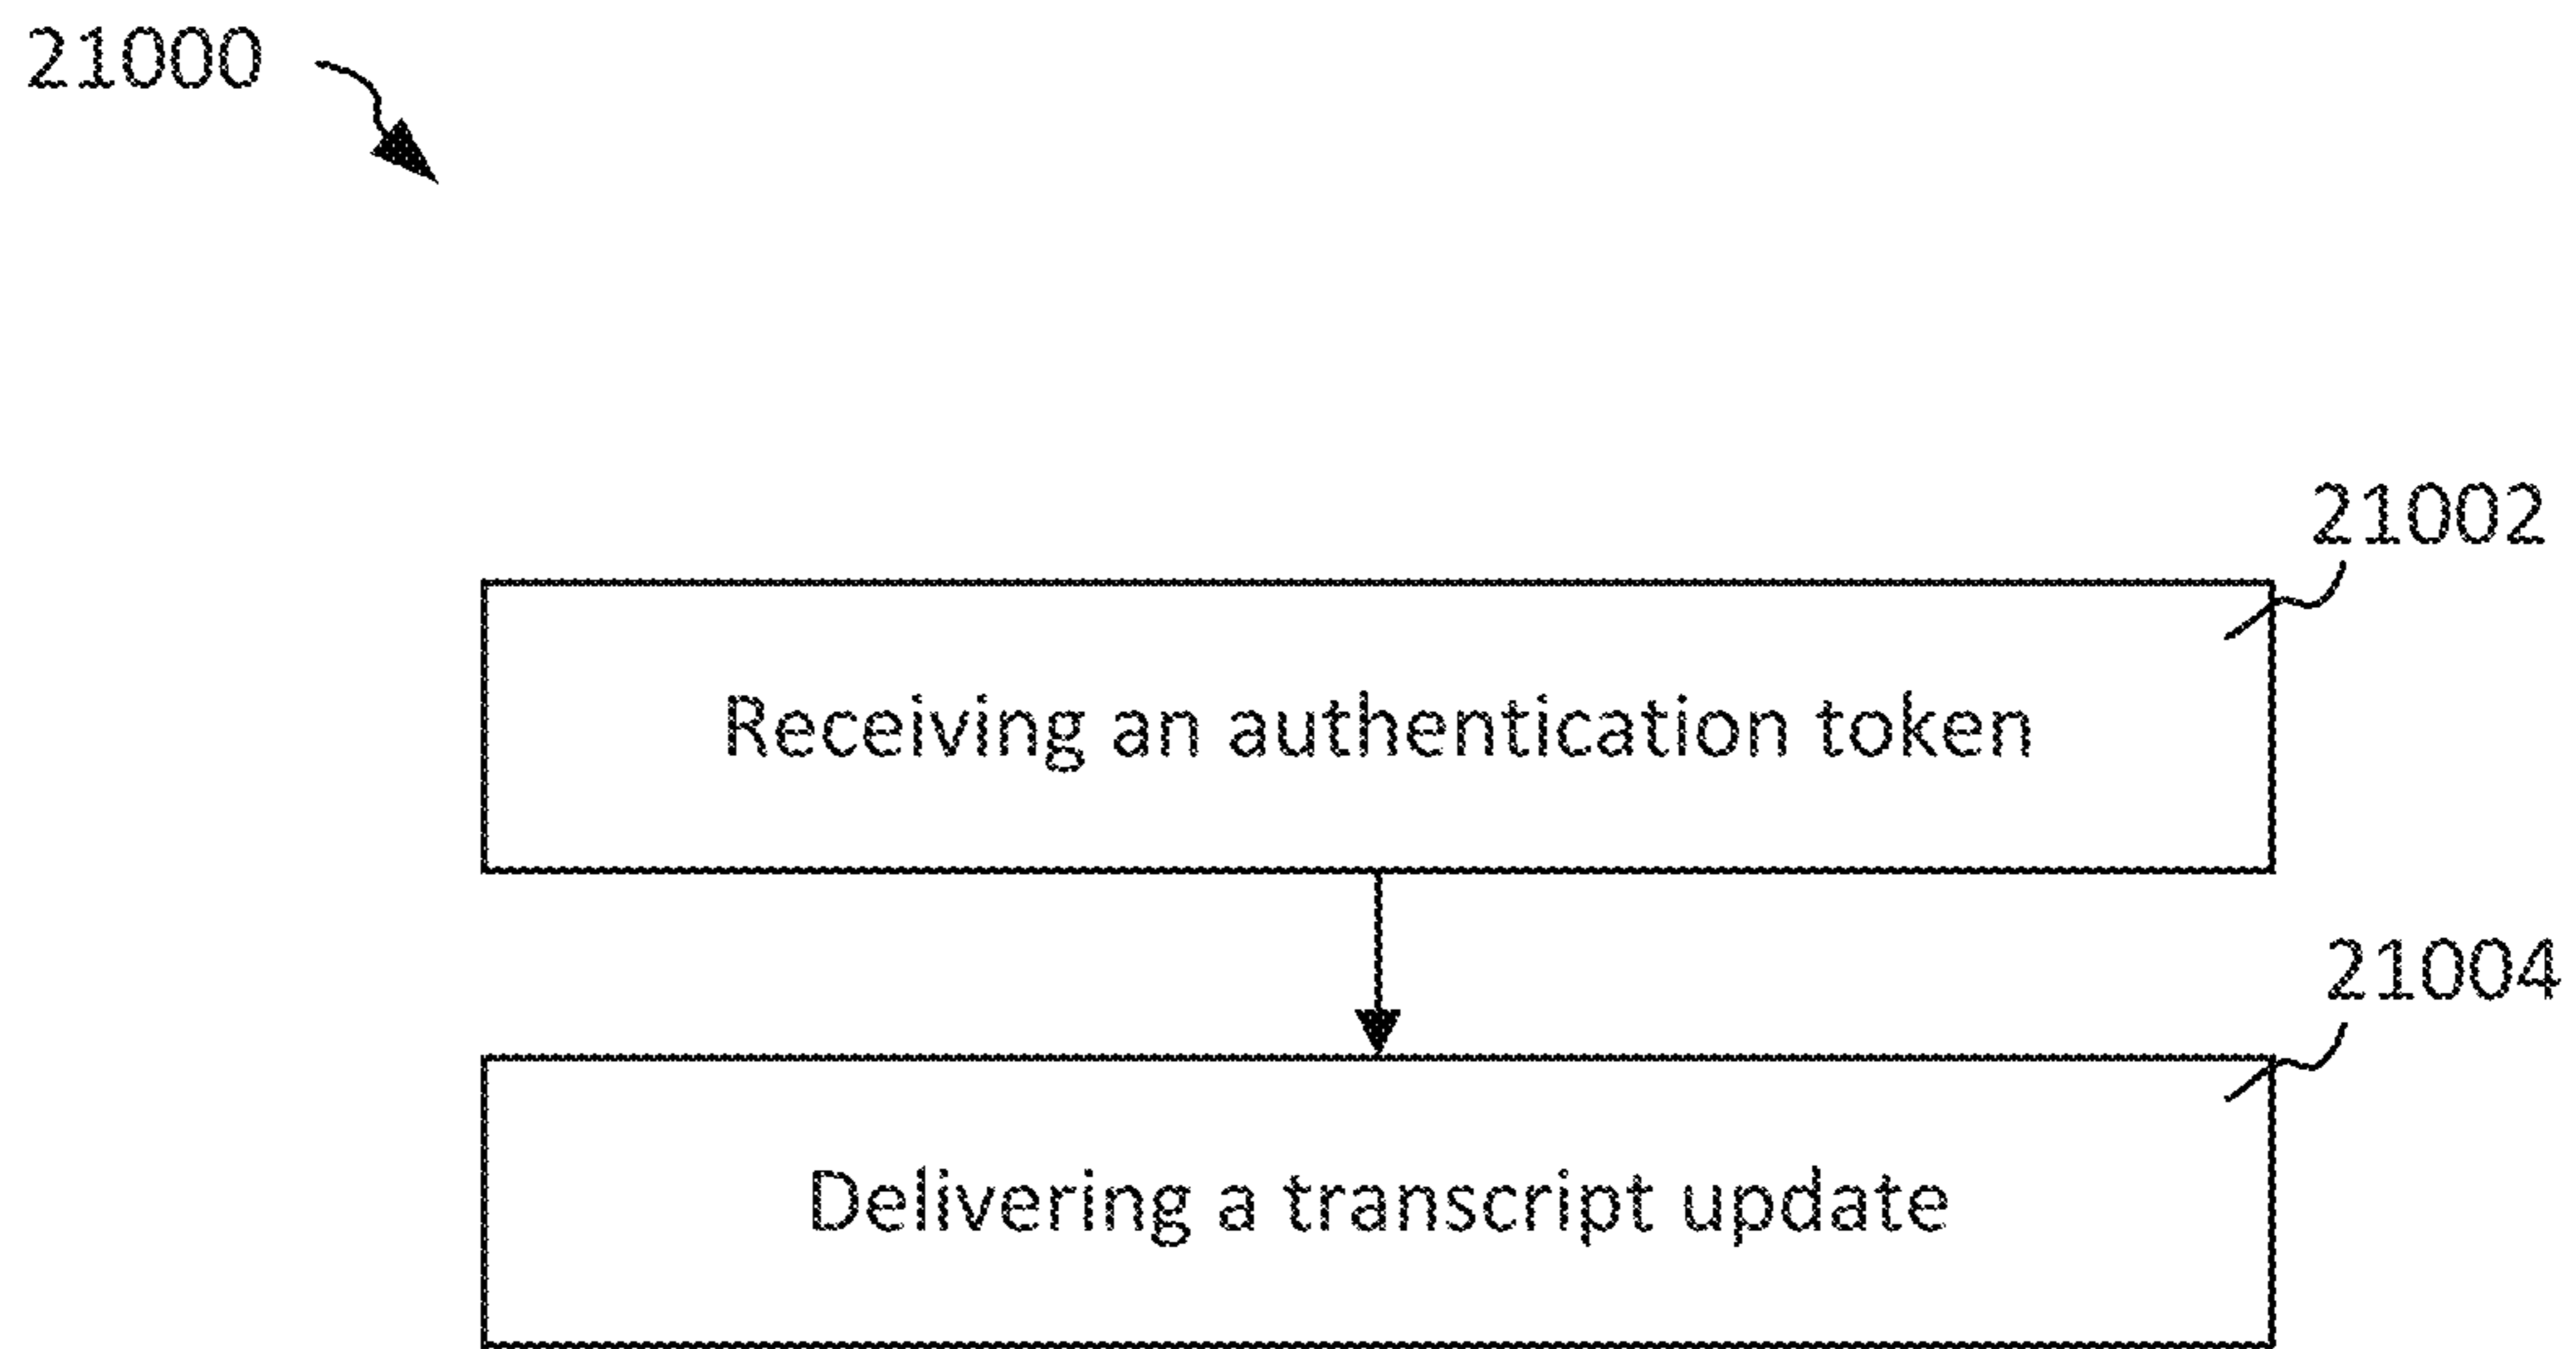 21000
21002
Receiving an authentication token
21004
Delivering a transcript update